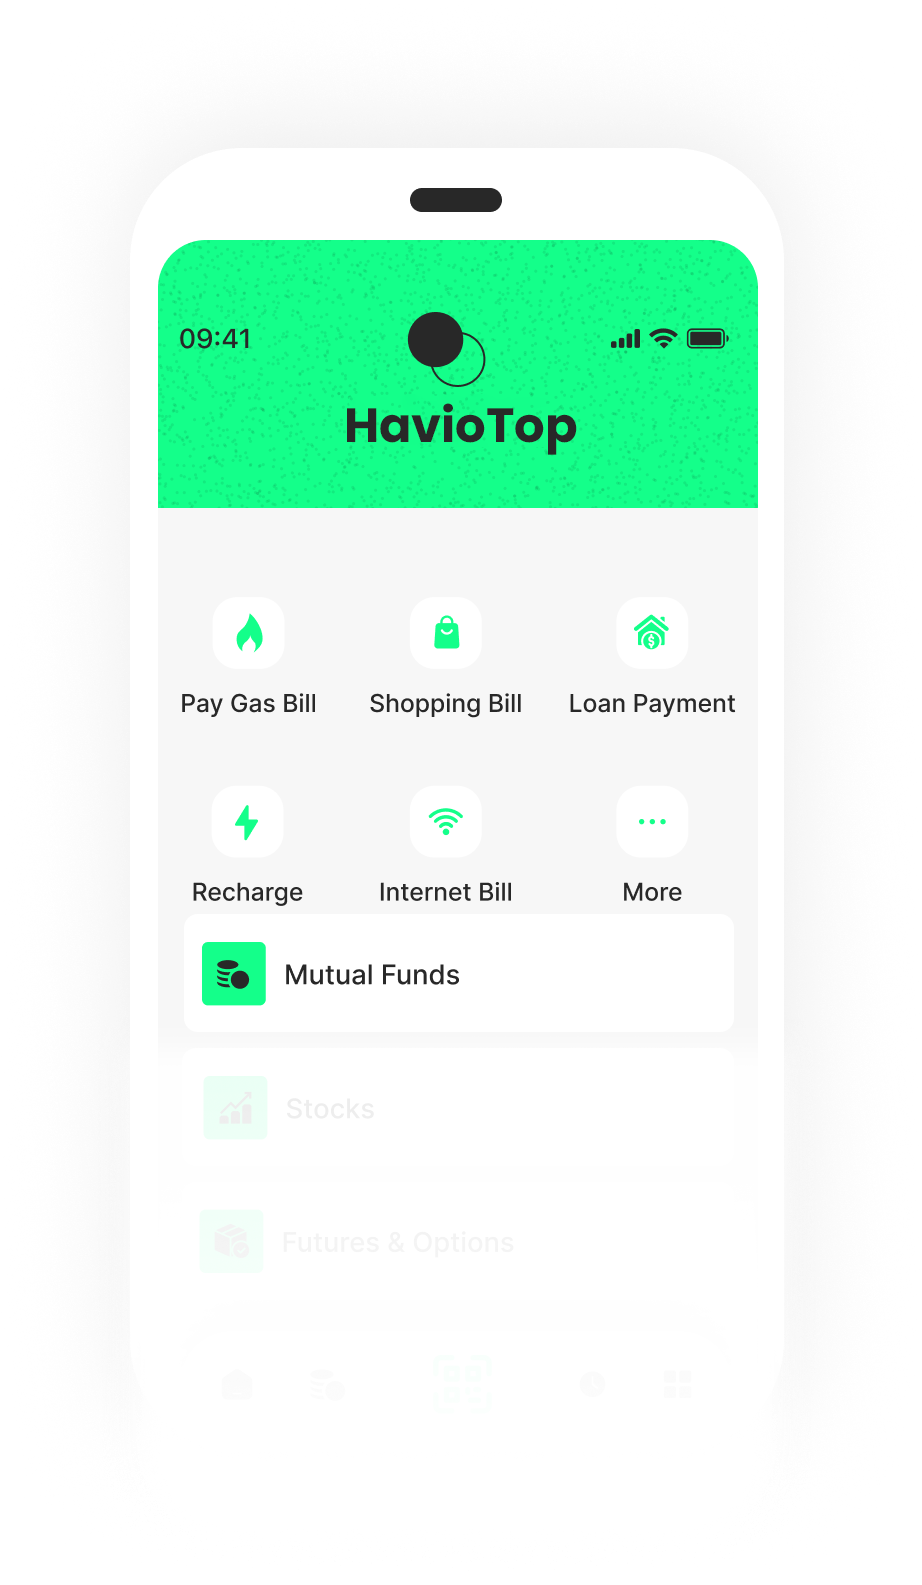 09:41
HavioTop
Pay Gas Bill
Shopping Bill
Loan Payment
Recharge
Internet Bill
More
Mutual Funds
Stocks
Futures & Options